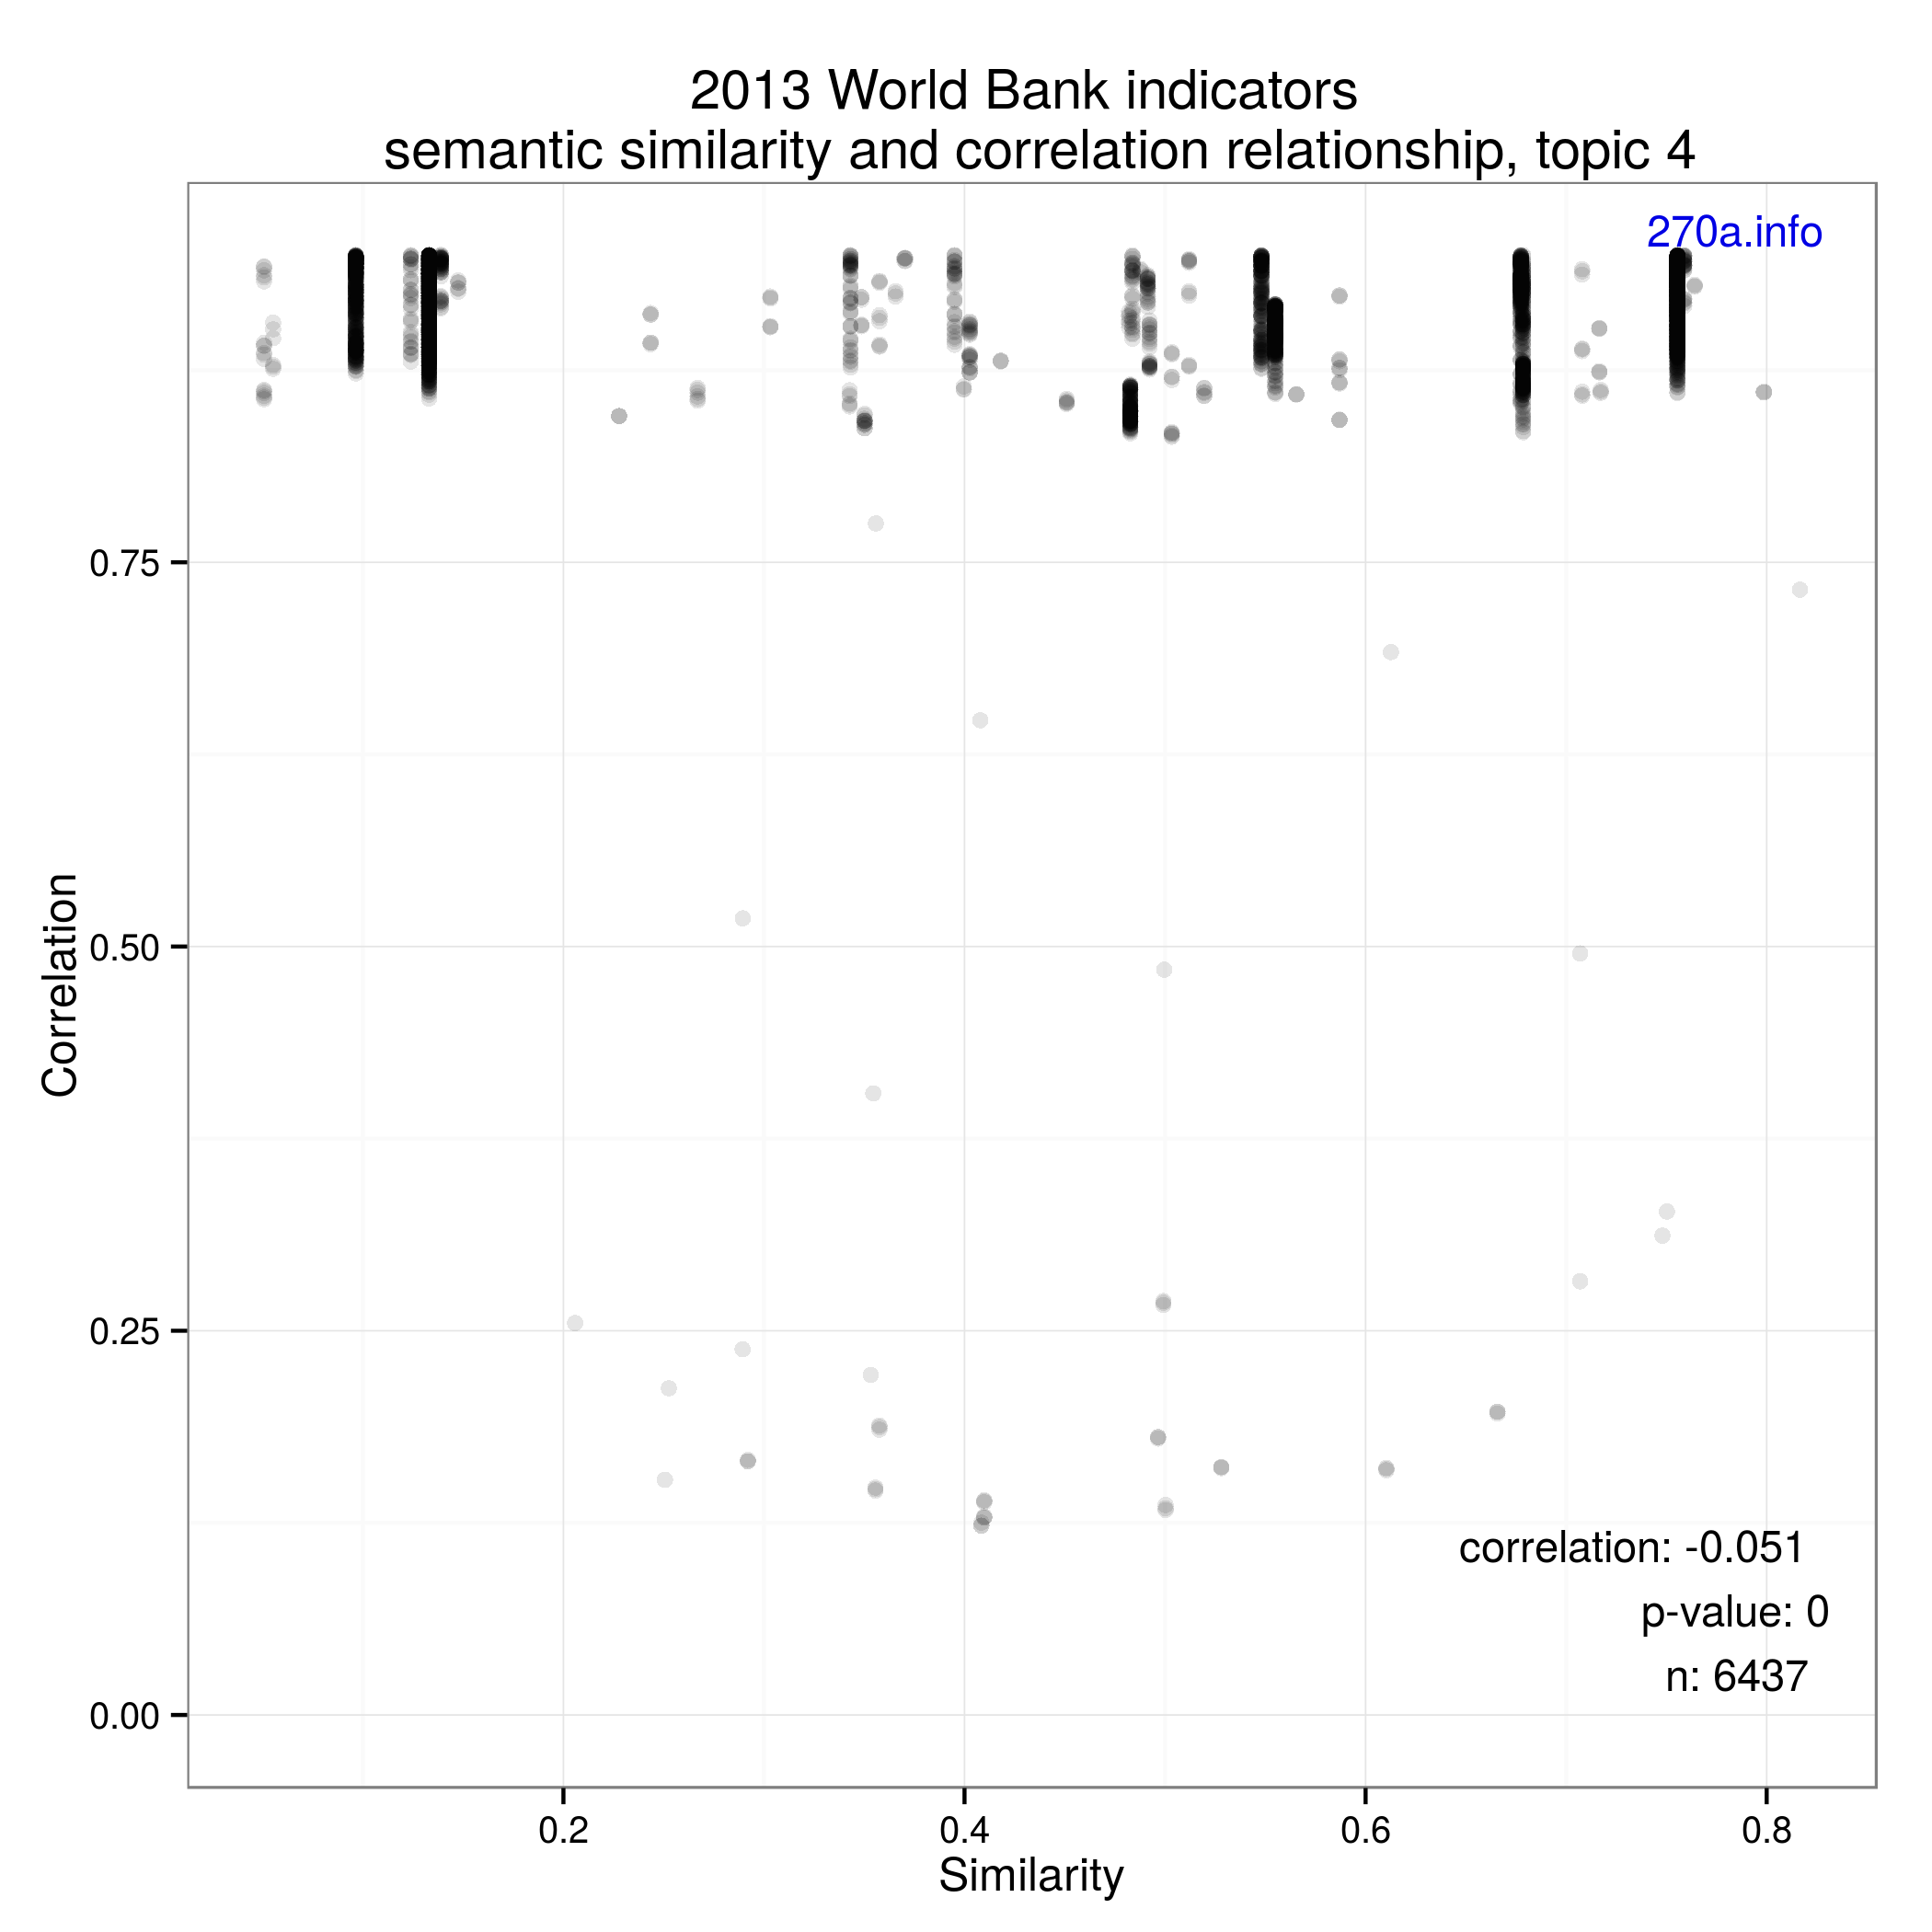 2013 World Bank indicators
semantic similarity and correlation relationship, topic 4
270a.info
0.75
0.50
0.25
0.00
Correlation
correlation: -0.051
p-value: 0
n: 6437
0.2 0.4 0.6 0.8
Similarity